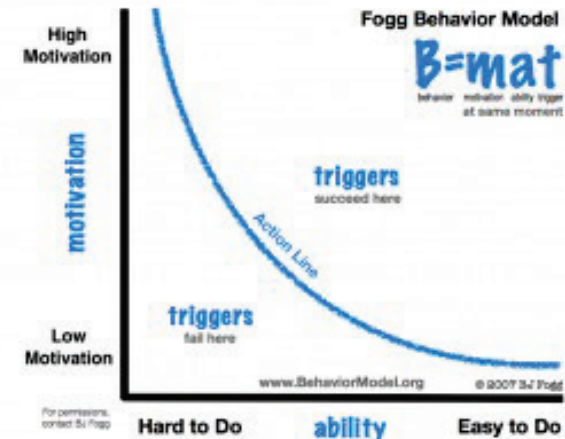 Fogg Behavior Model
B=mat
behavior motivation ability trigger
at same moment
High
Motivation
motivation
triggers
succeed here
Action Line
triggers
fail here
Low
Motivation
www.BehaviorModel.org
© 2007 BJ Fogg
For permissions,
contact BJ Fogg
Hard to Do
ability
Easy to Do